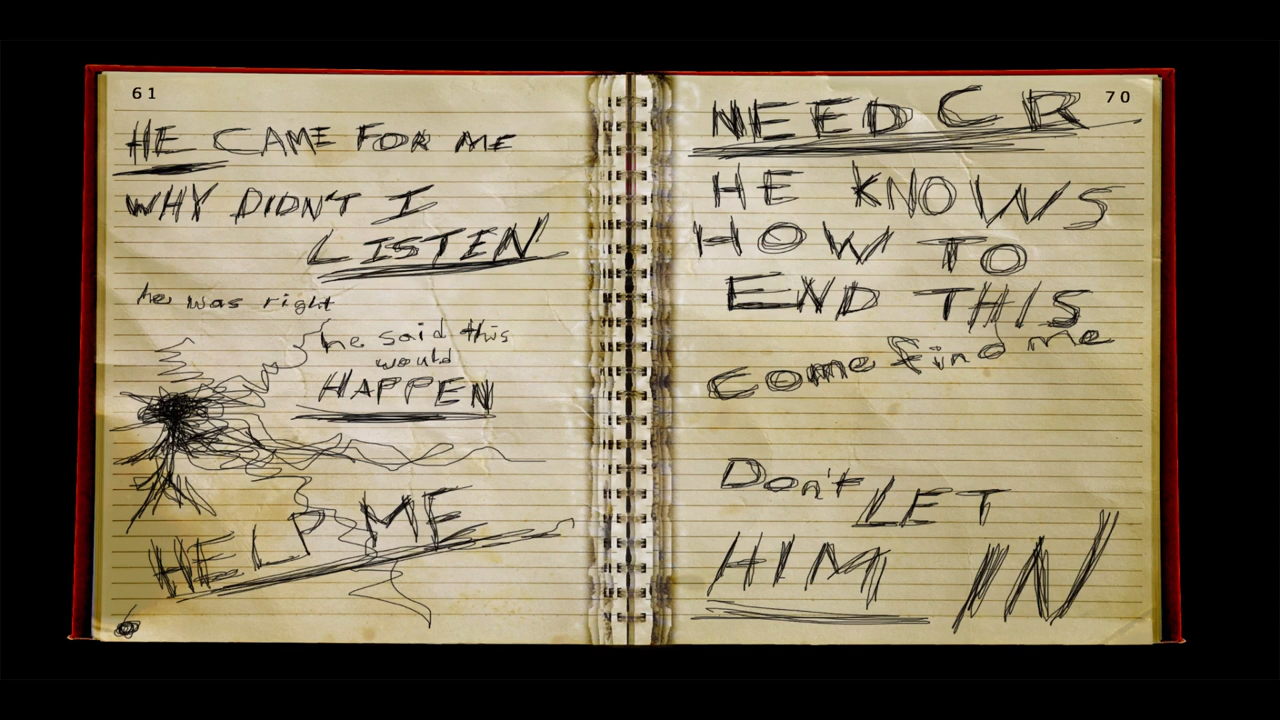 61
HE CAME FOR ME
WHY DIDN'T I
LISTEN
he was right
he said this
would
HAPPEN
HELP ME
70
NEED CR
HE KNOWS
HOW TO
END THIS
come find me
Don't LET
HIM IN